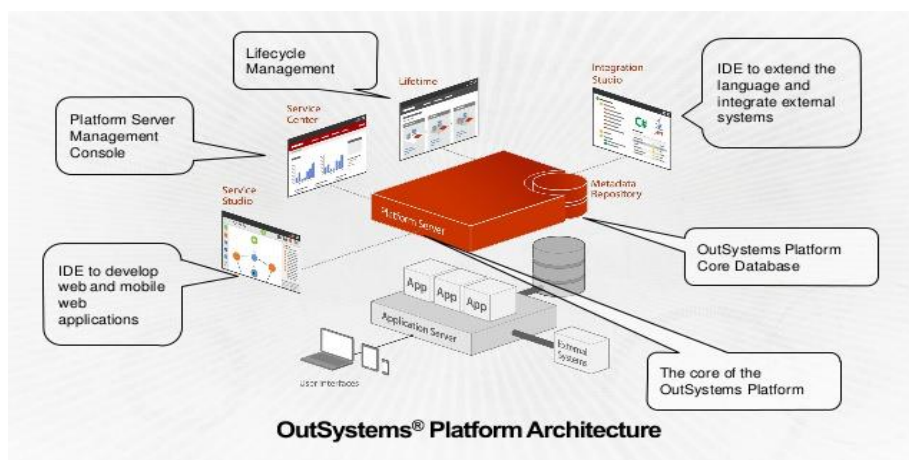 Lifecycle
Management
Lifetime
Integration
Studio
IDE to extend the
language and
integrate external
systems
Platform Server
Management
Console
Service
Center
Service
Studio
Platform Server
Metadata
Repository
OutSystems Platform
Core Database
IDE to develop
web and mobile
web
applications
App
App
App
Application Server
External
Systems
User Interfaces
The core of the
OutSystems Platform
OutSystems® Platform Architecture